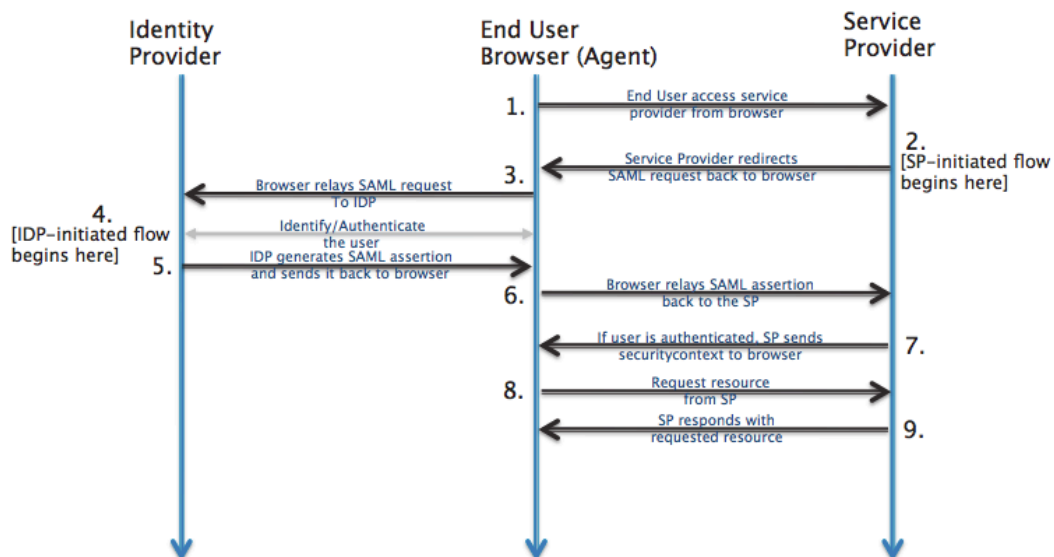 Identity
Provider
End User
Browser (Agent)
Service
Provider
1.
End User access service
provider from browser
2.
[SP-initiated flow
begins here]
3.
Service Provider redirects
SAML request back to browser
Browser relays SAML request
To IDP
4.
[IDP-initiated flow
begins here]
Identify/Authenticate
the user
5.
IDP generates SAML assertion
and sends it back to browser
6.
Browser relays SAML assertion
back to the SP
If user is authenticated, SP sends
securitycontext to browser
7.
8.
Request resource
from SP
SP responds with
requested resource
9.